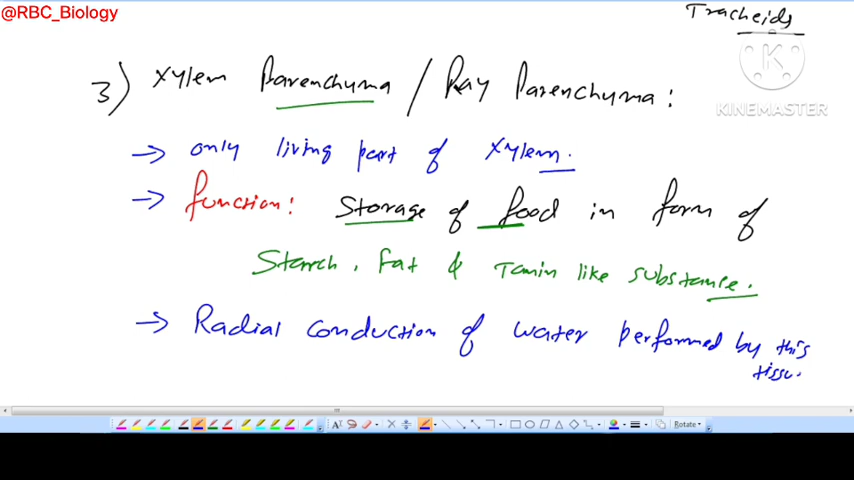 @RBC_Biology
Tracheids
K
KINEMASTER
3) Xylem Parenchyma / Ray Parenchyma:
→ only living part of xylem.
→ function: Storage of food in form of
Starch, Fat & Tanin like substance.
→ Radial conduction of water performed by this
tissu.
Rotate